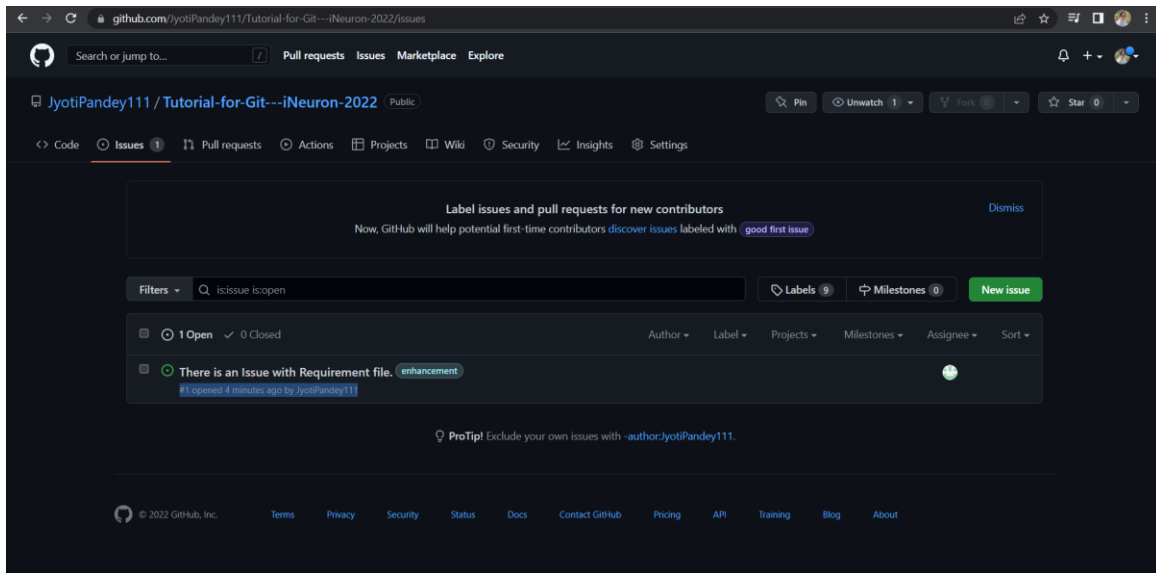 github.com/JyotiPandey111/Tutorial-for-Git---iNeuron-2022/issues
Search or jump to... / Pull requests Issues Marketplace Explore
JyotiPandey111 / Tutorial-for-Git---iNeuron-2022 Public Pin Unwatch 1 Fork 0 Star 0
<> Code Issues 1 Pull requests Actions Projects Wiki Security Insights Settings
Label issues and pull requests for new contributors Dismiss
Now, GitHub will help potential first-time contributors discover issues labeled with good first issue
Filters is:issue is:open Labels 9 Milestones 0 New issue
1 Open 0 Closed Author Label Projects Milestones Assignee Sort
There is an Issue with Requirement file. enhancement
#1 opened 4 minutes ago by JyotiPandey111
ProTip! Exclude your own issues with -author:JyotiPandey111.
© 2022 GitHub, Inc. Terms Privacy Security Status Docs Contact GitHub Pricing API Training Blog About